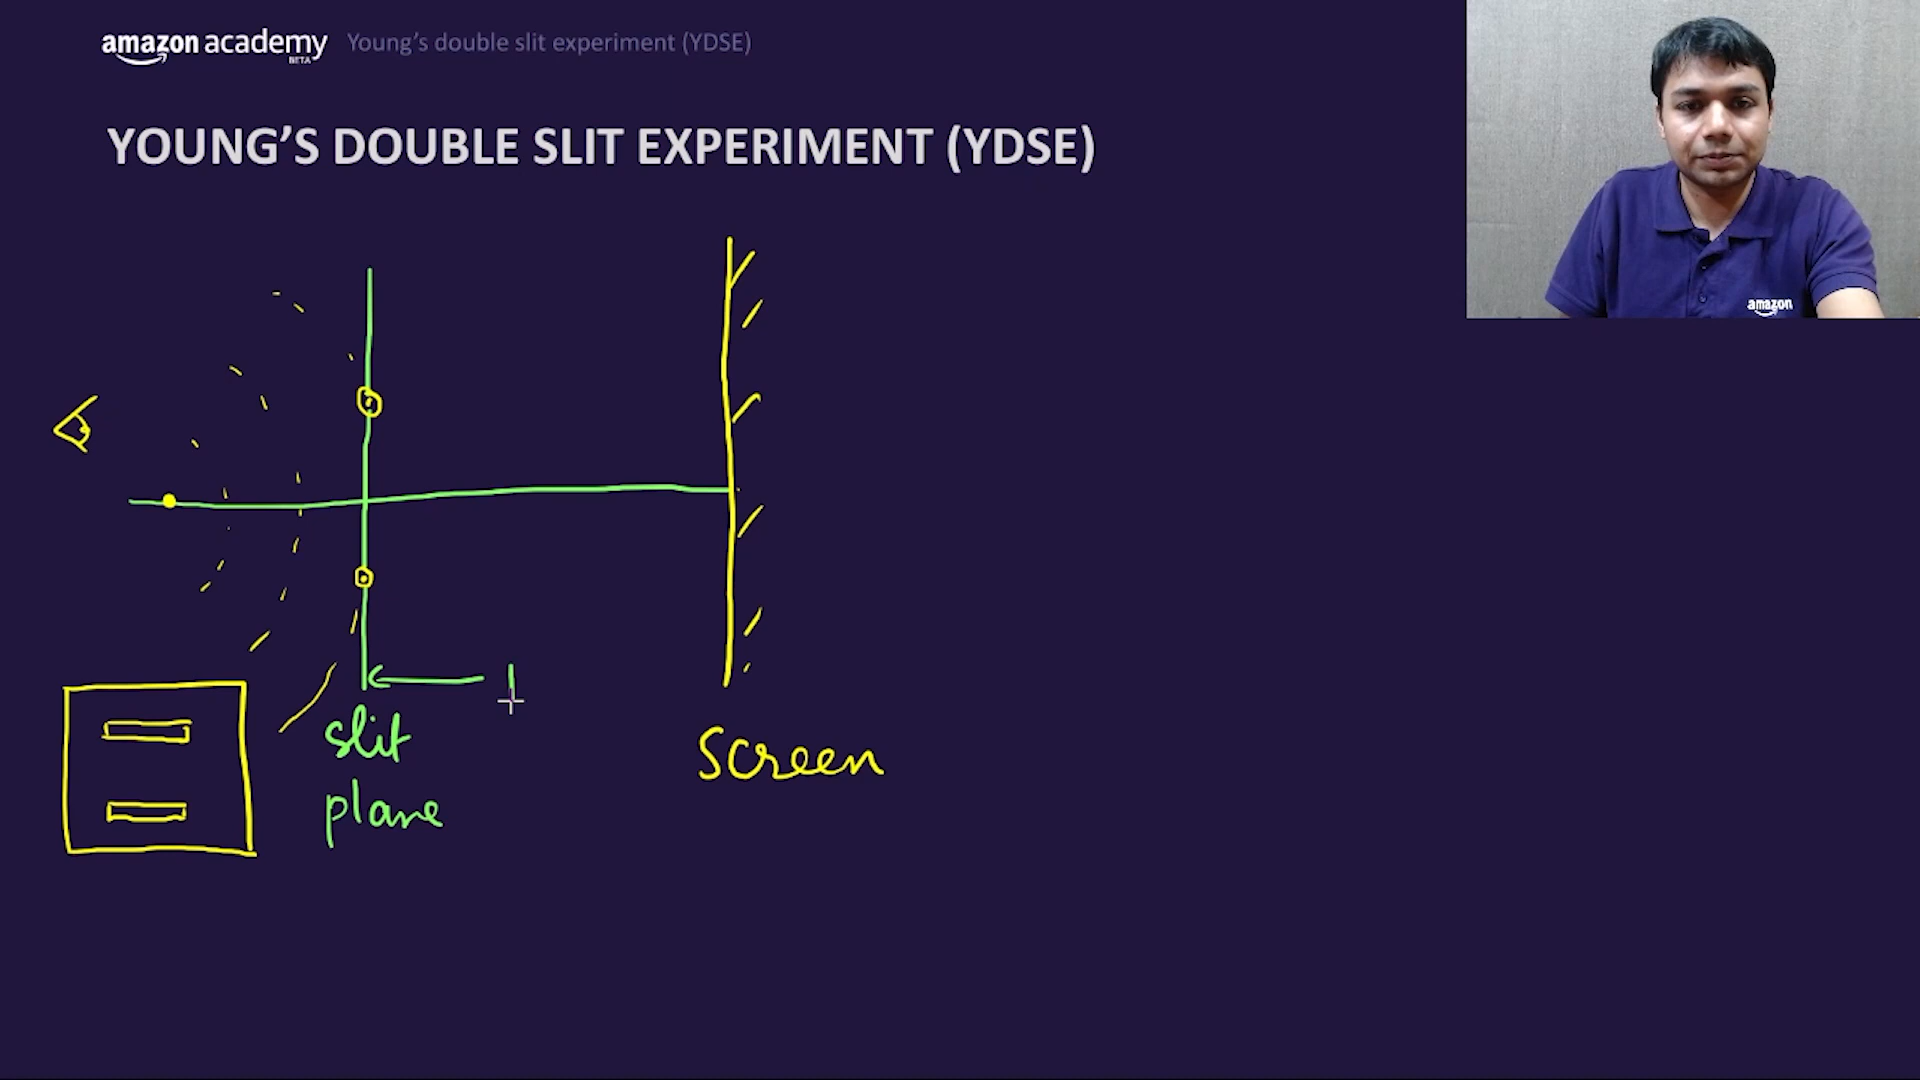 amazon academy
BETA
Young's double slit experiment (YDSE)
YOUNG'S DOUBLE SLIT EXPERIMENT (YDSE)
amazon
slit
plane
Screen